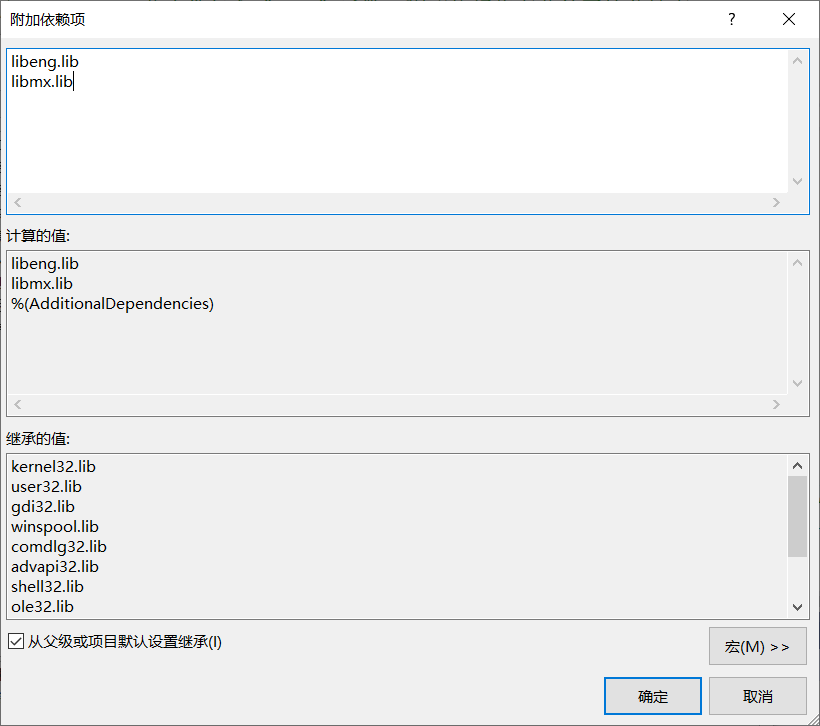 附加依赖项
?
libeng.lib
libmx.lib
计算的值:
libeng.lib
libmx.lib
%(AdditionalDependencies)
继承的值:
kernel32.lib
user32.lib
gdi32.lib
winspool.lib
comdlg32.lib
advapi32.lib
shell32.lib
ole32.lib
从父级或项目默认设置继承(I)
宏(M) >>
确定
取消